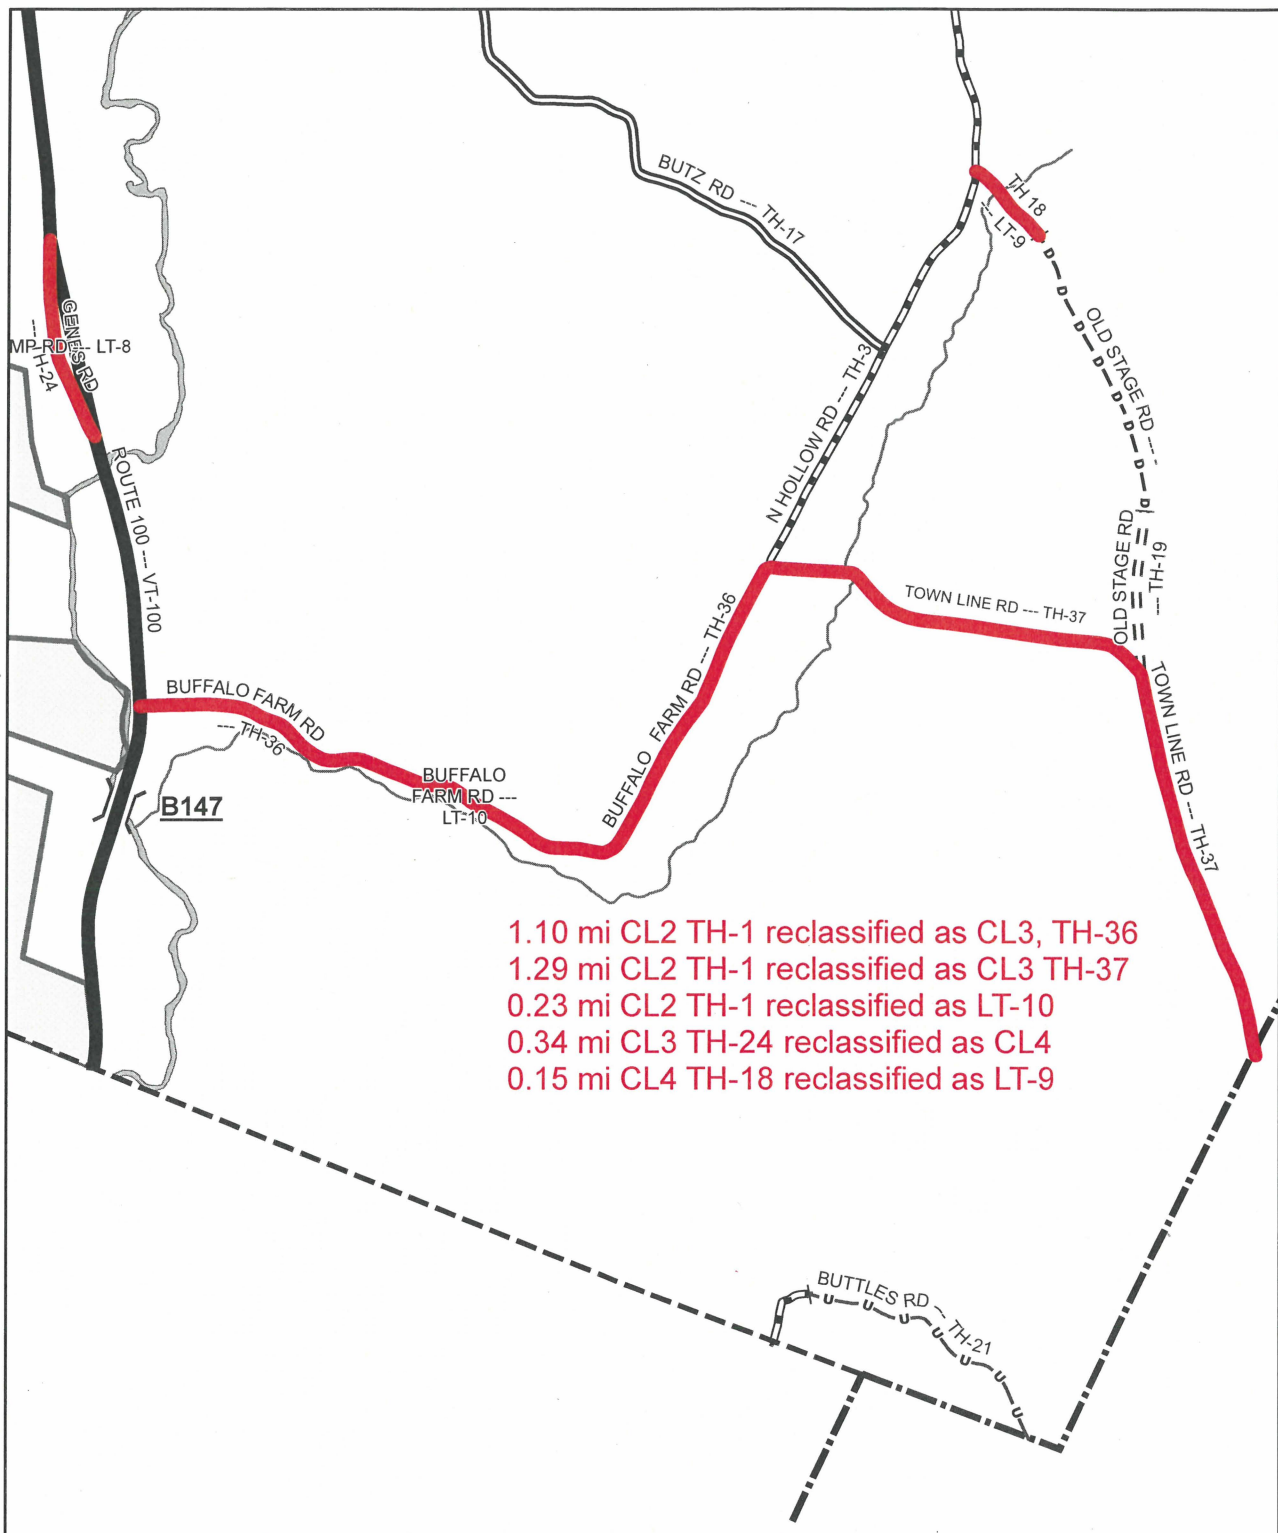 BUTZ RD --- TH-17
TH 18
--- LT-9
GENES RD
MP RD --- LT-8
--- TH-24
OLD STAGE RD ---
N HOLLOW RD --- TH-3
ROUTE 100 --- VT-100
OLD STAGE RD
--- TH-19
TOWN LINE RD --- TH-37
BUFFALO FARM RD --- TH-36
BUFFALO FARM RD
--- TH-36
TOWN LINE RD --- TH-37
BUFFALO
FARM RD ---
LT-10
B147
1.10 mi CL2 TH-1 reclassified as CL3, TH-36
1.29 mi CL2 TH-1 reclassified as CL3 TH-37
0.23 mi CL2 TH-1 reclassified as LT-10
0.34 mi CL3 TH-24 reclassified as CL4
0.15 mi CL4 TH-18 reclassified as LT-9
BUTTLES RD --- TH-21
D
D
D
D
D
D
D
D
U
U
U
U
U
U
U